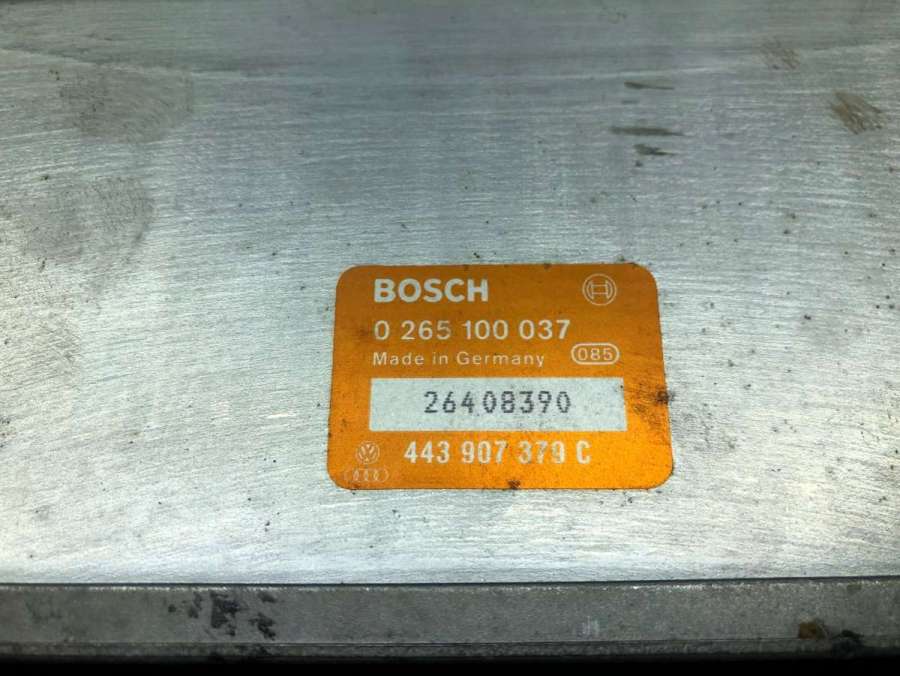 BOSCH
0 265 100 037
Made in Germany 085
26408390
443 907 379 C